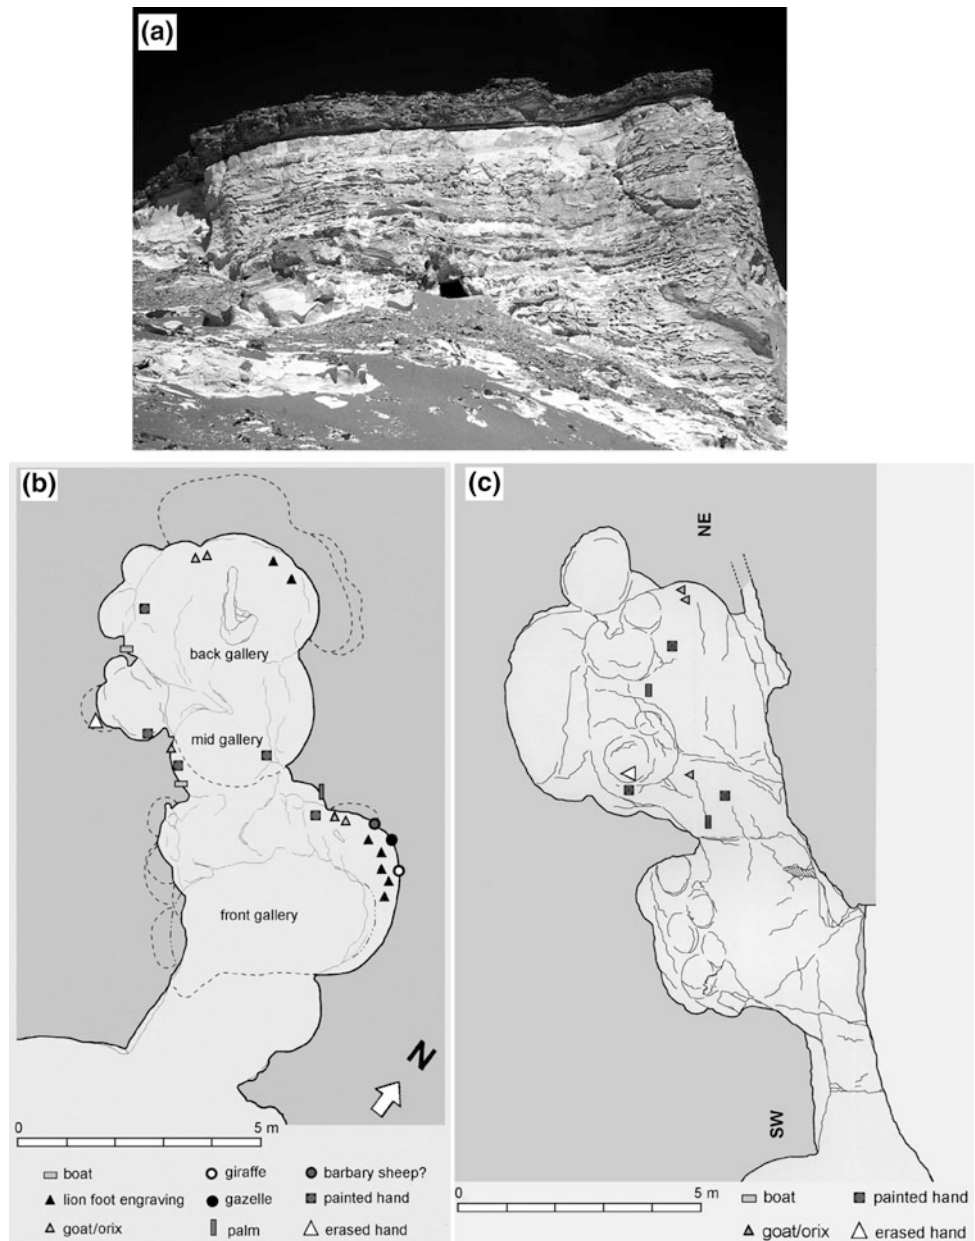 (a)
(b)
back gallery
mid gallery
front gallery
N
0 5 m
boat
giraffe
barbary sheep?
lion foot engraving
gazelle
painted hand
goat/orix
palm
erased hand
(c)
NE
SW
0 5 m
boat
painted hand
goat/orix
erased hand